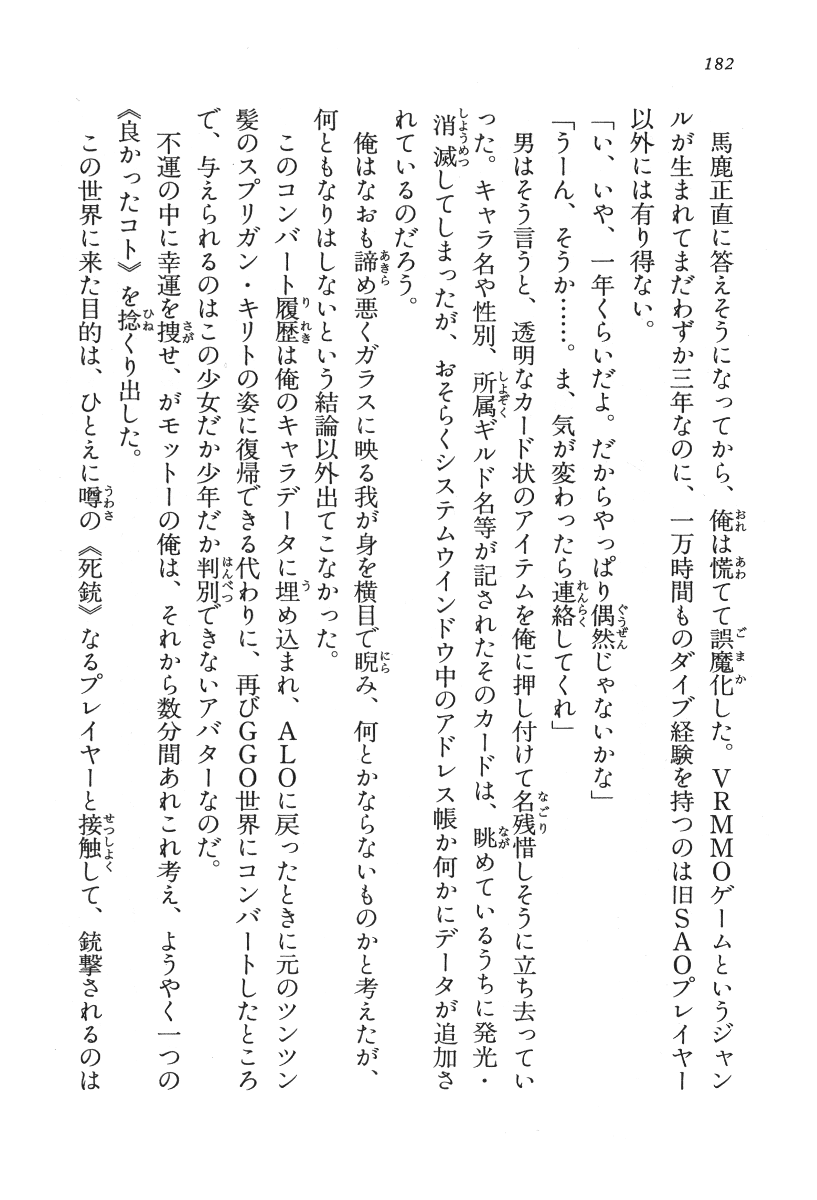 182
馬鹿正直に答えそうになってから、俺は慌てて誤魔化した。VRMMOゲームというジャン
ルが生まれてまだわずか三年なのに、一万時間ものダイブ経験を持つのは旧SAOプレイヤー
以外には有り得ない。
「い、いや、一年くらいだよ。だからやっぱり偶然じゃないかな」
「うーん、そうか……。ま、気が変わったら連絡してくれ」
男はそう言うと、透明なカード状のアイテムを俺に押し付けて名残惜しそうに立ち去ってい
った。キャラ名や性別、所属ギルド名等が記されたそのカードは、眺めているうちに発光・
消滅してしまったが、おそらくシステムウインドウ中のアドレス帳か何かにデータが追加さ
れているのだろう。
俺はなおも諦め悪くガラスに映る我が身を横目で睨み、何とかならないものかと考えたが、
何ともなりはしないという結論以外出てこなかった。
このコンバート履歴は俺のキャラデータに埋め込まれ、ALOに戻ったときに元のツンツン
髪のスプリガン・キリトの姿に復帰できる代わりに、再びGGO世界にコンバートしたところ
で、与えられるのはこの少女だか少年だか判別できないアバターなのだ。
不運の中に幸運を捜せ、がモットーの俺は、それから数分間あれこれ考え、ようやく一つの
《良かったコト》を捻くり出した。
この世界に来た目的は、ひとえに噂の《死銃》なるプレイヤーと接触して、銃撃されるのは